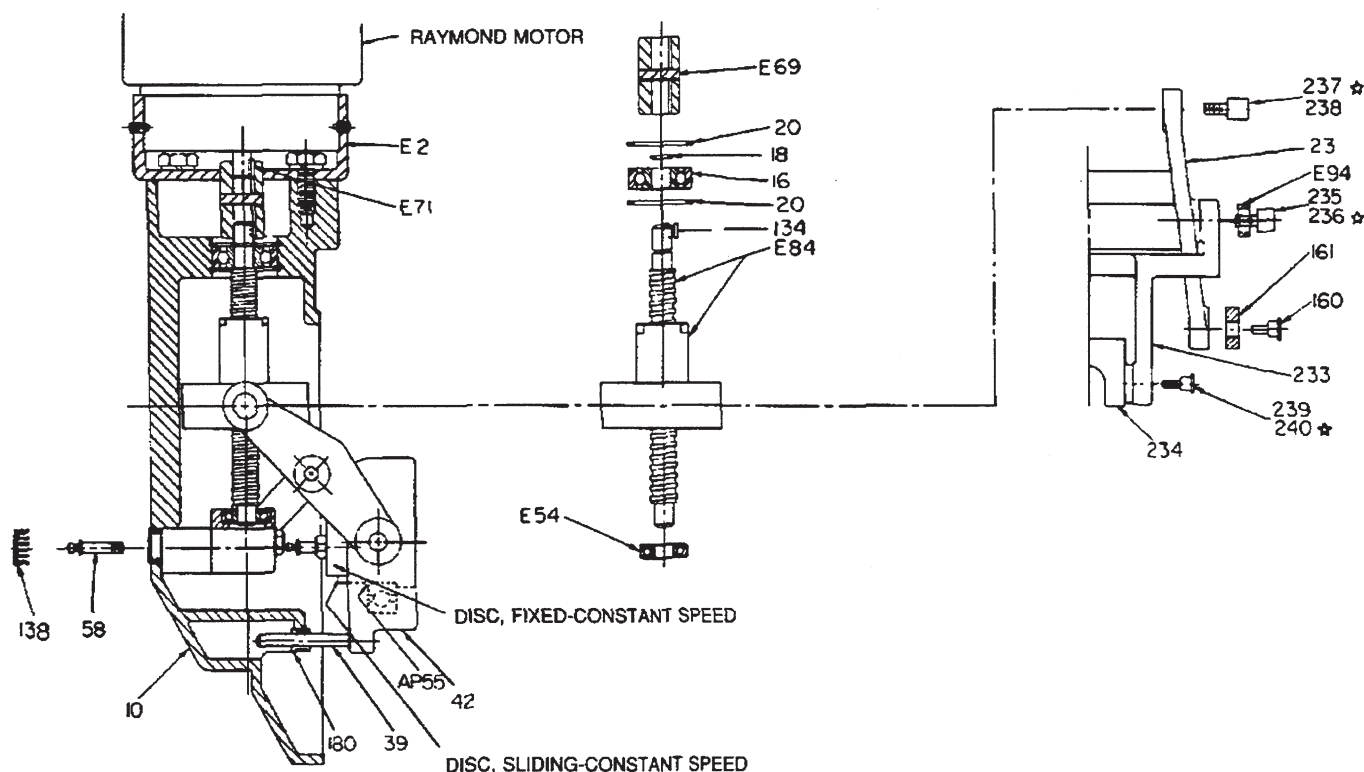 RAYMOND MOTOR
E2
E71
E69
20
18
16
20
134
E84
E54
237 ☆
238
23
E94
235
236 ☆
161
160
233
239
240 ☆
234
138
58
10
180
39
AP55
42
DISC, FIXED-CONSTANT SPEED
DISC, SLIDING-CONSTANT SPEED